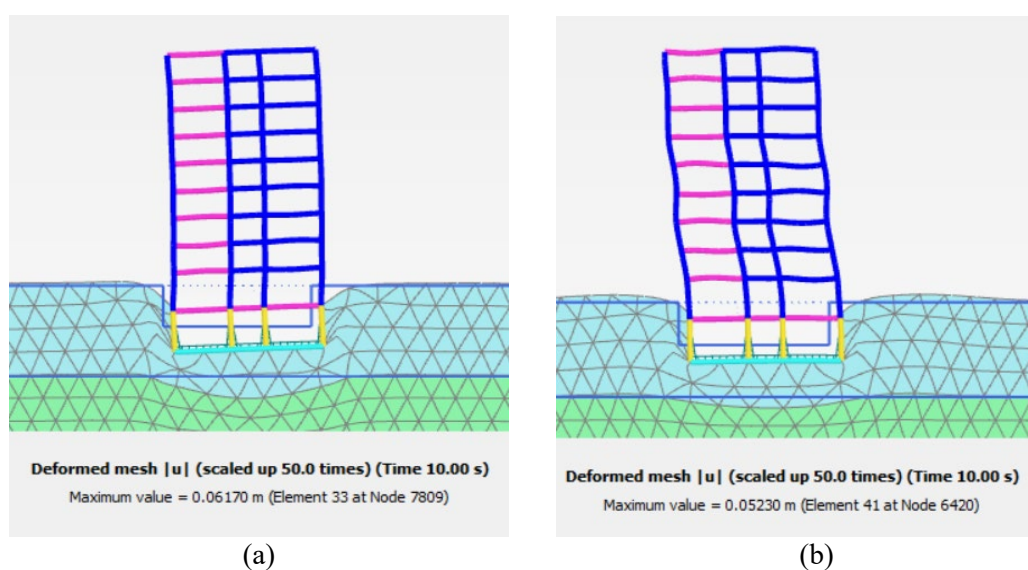 Deformed mesh |u| (scaled up 50.0 times) (Time 10.00 s)
Maximum value = 0.06170 m (Element 33 at Node 7809)
(a)
Deformed mesh |u| (scaled up 50.0 times) (Time 10.00 s)
Maximum value = 0.05230 m (Element 41 at Node 6420)
(b)